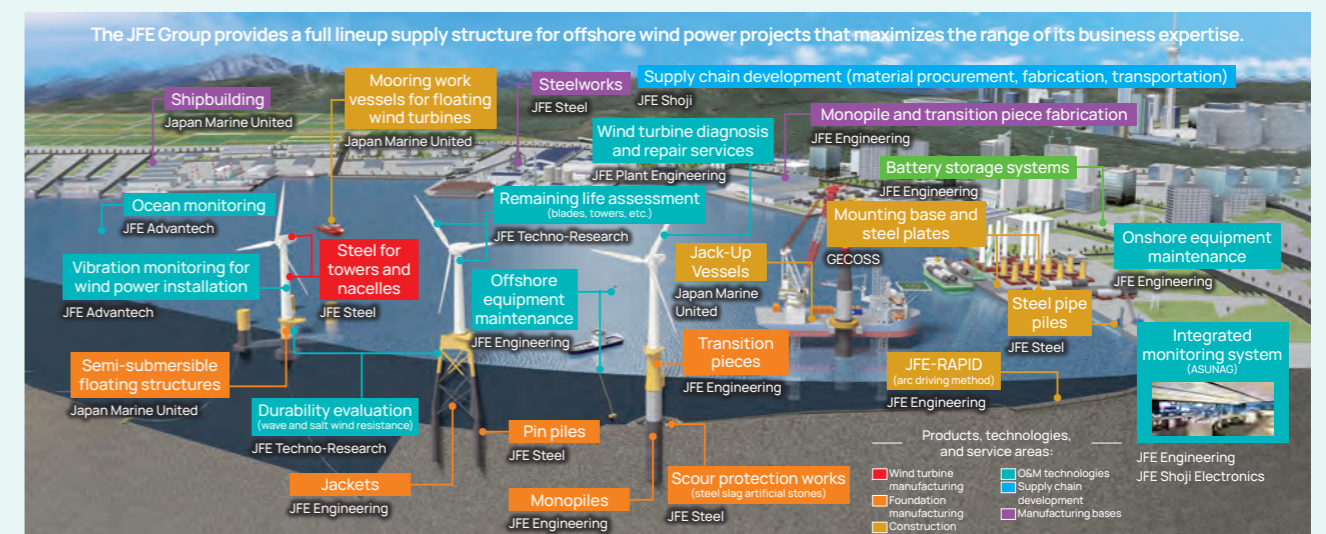 The JFE Group provides a full lineup supply structure for offshore wind power projects that maximizes the range of its business expertise.
Shipbuilding
Japan Marine United
Mooring work
vessels for floating
wind turbines
Japan Marine United
Steelworks
JFE Steel
Supply chain development (material procurement, fabrication, transportation)
JFE Shoji
Wind turbine diagnosis
and repair services
JFE Plant Engineering
Monopile and transition piece fabrication
JFE Engineering
Battery storage systems
JFE Engineering
Ocean monitoring
JFE Advantech
Remaining life assessment
(blades, towers, etc.)
JFE Techno-Research
Mounting base and
steel plates
GECOSS
Onshore equipment
maintenance
JFE Engineering
Vibration monitoring for
wind power installation
JFE Advantech
Steel for
towers and
nacelles
JFE Steel
Offshore
equipment
maintenance
JFE Engineering
Jack-Up
Vessels
Japan Marine
United
Steel pipe
piles
JFE Steel
Semi-submersible
floating structures
Japan Marine United
Transition
pieces
JFE Engineering
JFE-RAPID
(arc driving method)
JFE Engineering
Integrated
monitoring system
(ASUNAG)
JFE Engineering
JFE Shoji Electronics
Durability evaluation
(wave and salt wind resistance)
JFE Techno-Research
Pin piles
JFE Steel
Jackets
JFE Engineering
Monopiles
JFE Engineering
Scour protection works
(steel slag artificial stones)
JFE Steel
Products, technologies,
and service areas:
Wind turbine
manufacturing
Foundation
manufacturing
Construction
O&M technologies
Supply chain
development
Manufacturing bases